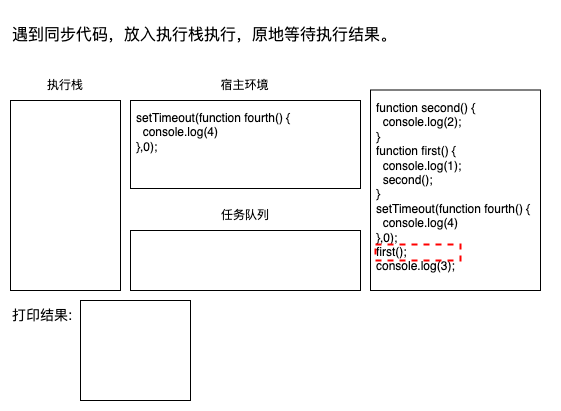 遇到同步代码，放入执行栈执行，原地等待执行结果。
执行栈
宿主环境
setTimeout(function fourth() {
  console.log(4)
},0);
任务队列
function second() {
  console.log(2);
}
function first() {
  console.log(1);
  second();
}
setTimeout(function fourth() {
  console.log(4)
},0);
first();
console.log(3);
打印结果: